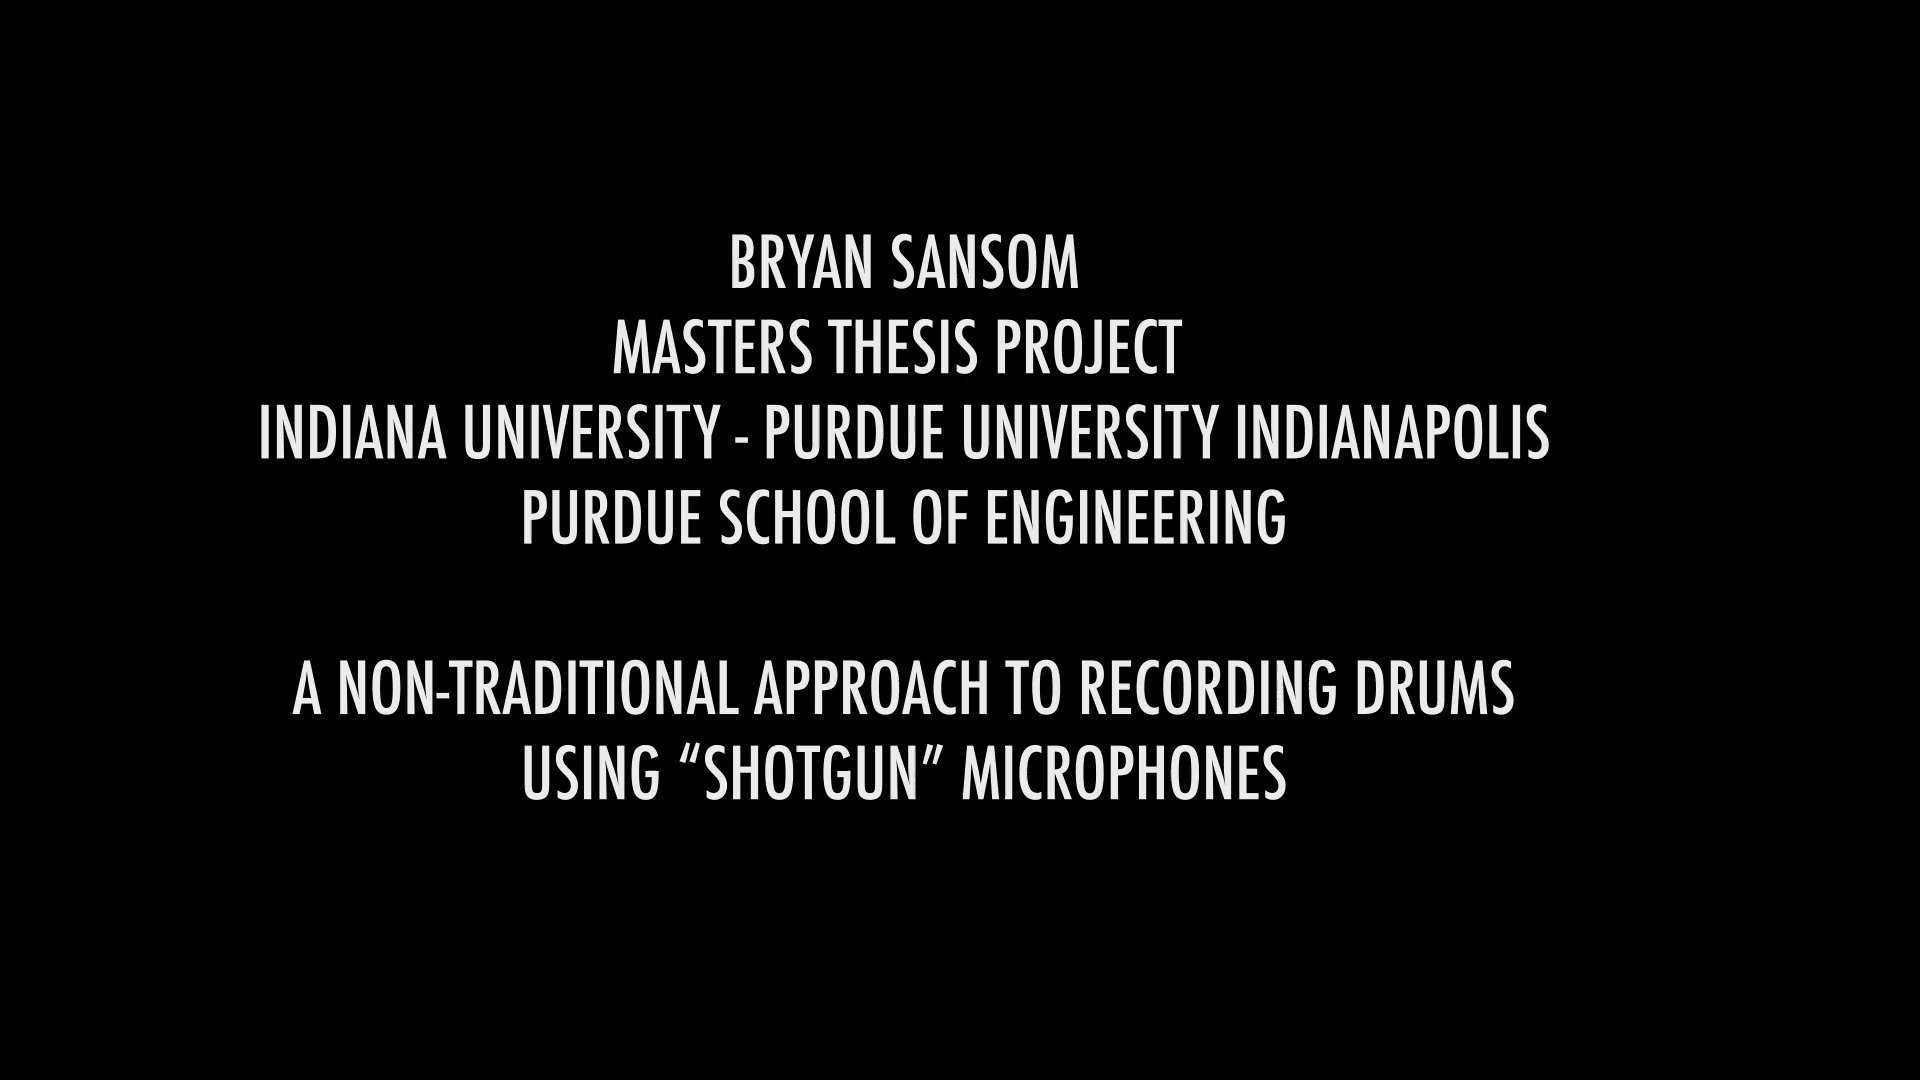 BRYAN SANSOM
MASTERS THESIS PROJECT
INDIANA UNIVERSITY - PURDUE UNIVERSITY INDIANAPOLIS
PURDUE SCHOOL OF ENGINEERING
A NON-TRADITIONAL APPROACH TO RECORDING DRUMS
USING “SHOTGUN” MICROPHONES